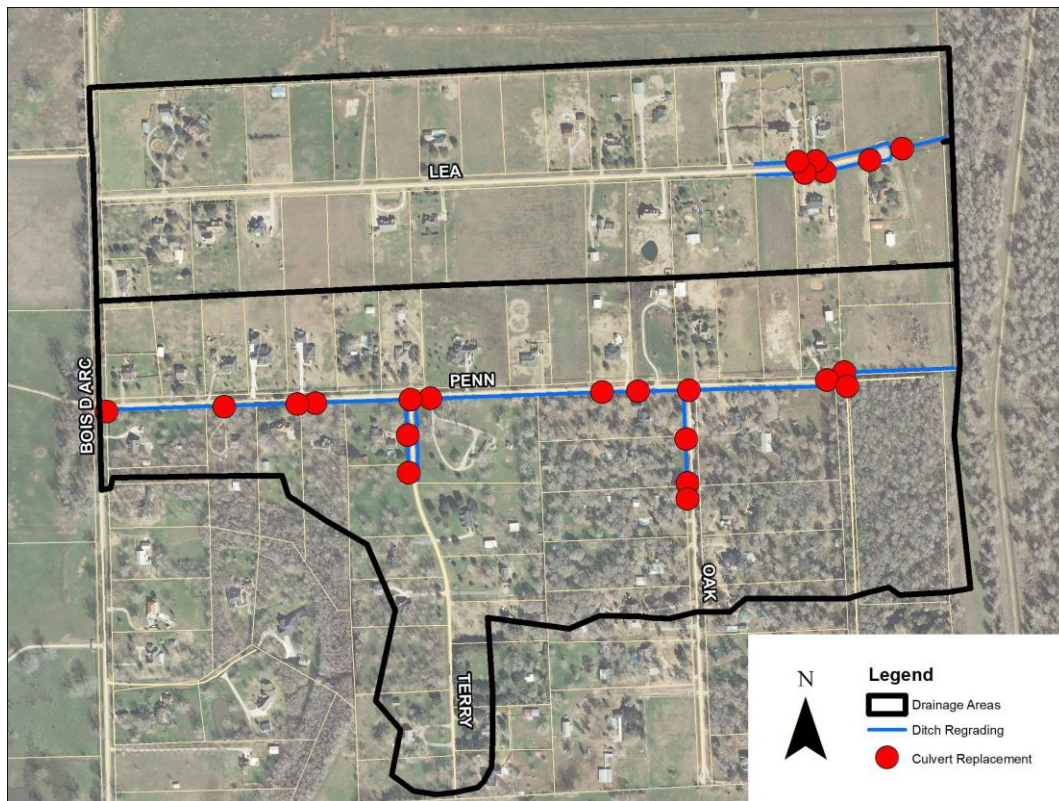 LEA
PENN
BOIS D ARC
OAK
TERRY
N
Legend
Drainage Areas
Ditch Regrading
Culvert Replacement